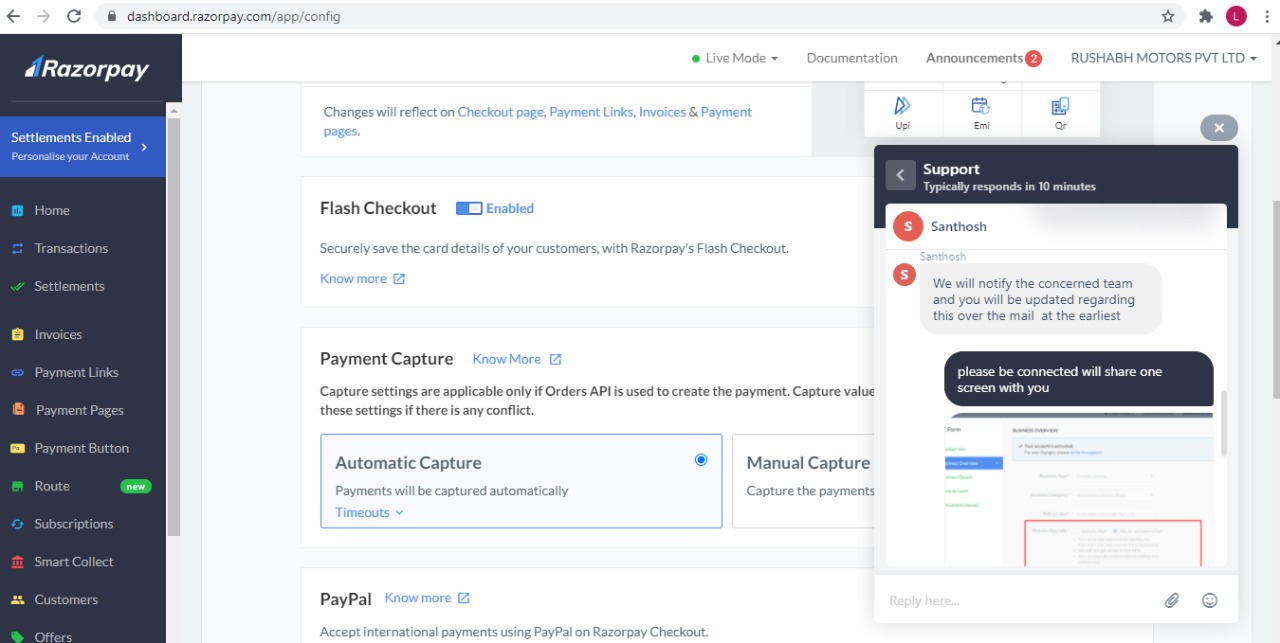 dashboard.razorpay.com/app/config
L
Razorpay
Live Mode
Documentation
Announcements 2
RUSHABH MOTORS PVT LTD
Settlements Enabled
Personalise your Account
Home
Transactions
Settlements
Invoices
Payment Links
Payment Pages
Payment Button
Route new
Subscriptions
Smart Collect
Customers
Offers
Changes will reflect on Checkout page, Payment Links, Invoices & Payment
pages.
Upi
Emi
Qr
Flash Checkout Enabled
Securely save the card details of your customers, with Razorpay's Flash Checkout.
Know more
Payment Capture Know More
Capture settings are applicable only if Orders API is used to create the payment. Capture value
these settings if there is any conflict.
Automatic Capture
Payments will be captured automatically
Timeouts
Manual Capture
Capture the payments
PayPal Know more
Accept international payments using PayPal on Razorpay Checkout.
Support
Typically responds in 10 minutes
S Santhosh
Santhosh
S
We will notify the concerned team
and you will be updated regarding
this over the mail at the earliest
please be connected will share one
screen with you
Form
BUSINESS OVERVIEW
Your account is activated.
Reply here...